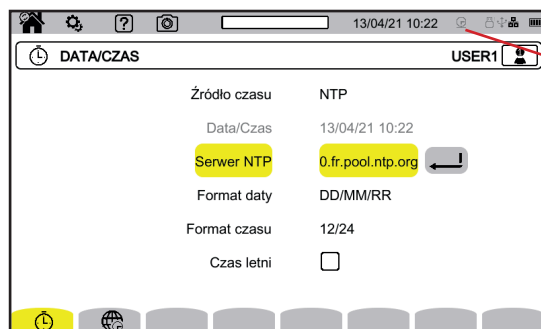 13/04/21 10:22
DATA/CZAS USER1
Źródło czasu NTP
Data/Czas 13/04/21 10:22
Serwer NTP 0.fr.pool.ntp.org
Format daty DD/MM/RR
Format czasu 12/24
Czas letni